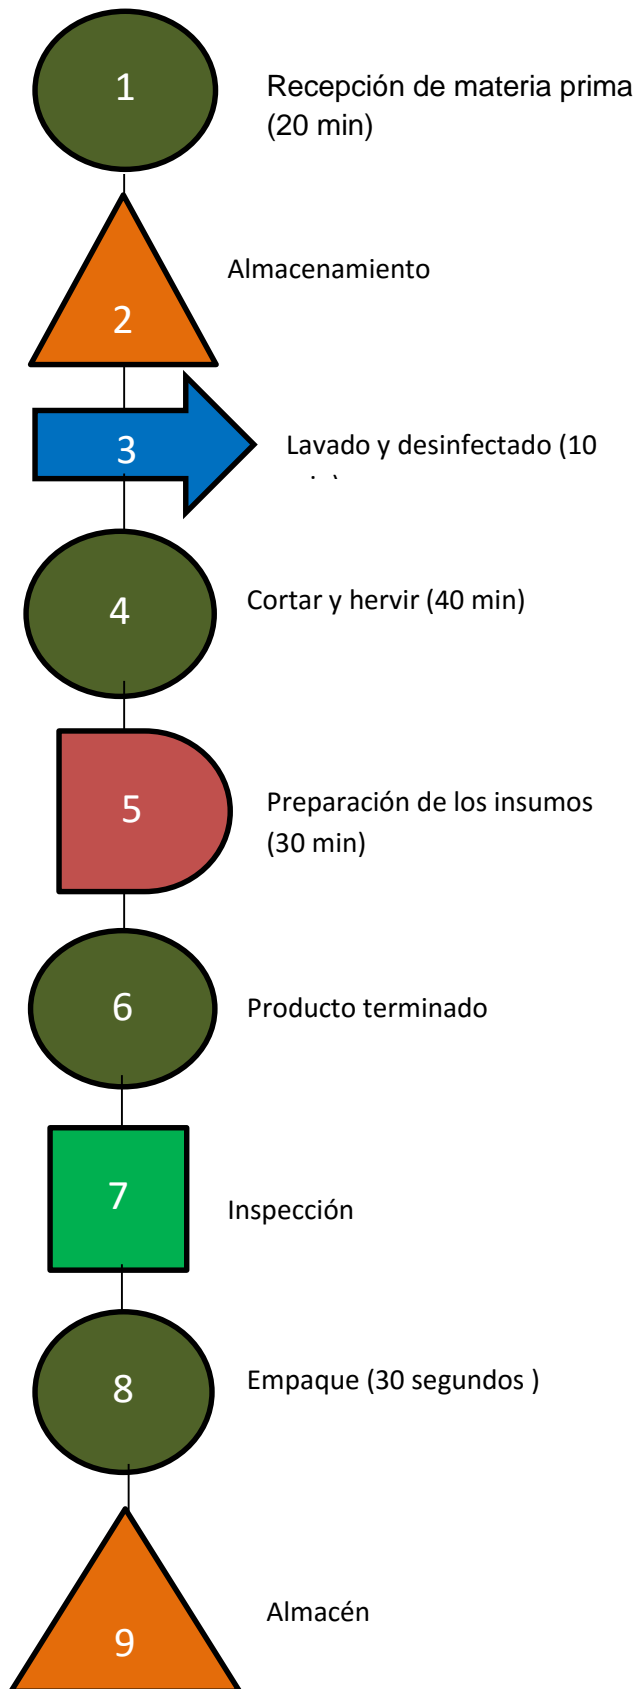 1
Recepción de materia prima
(20 min)
Almacenamiento
2
3
Lavado y desinfectado (10
4
Cortar y hervir (40 min)
5
Preparación de los insumos
(30 min)
6
Producto terminado
7
Inspección
8
Empaque (30 segundos )
Almacén
9